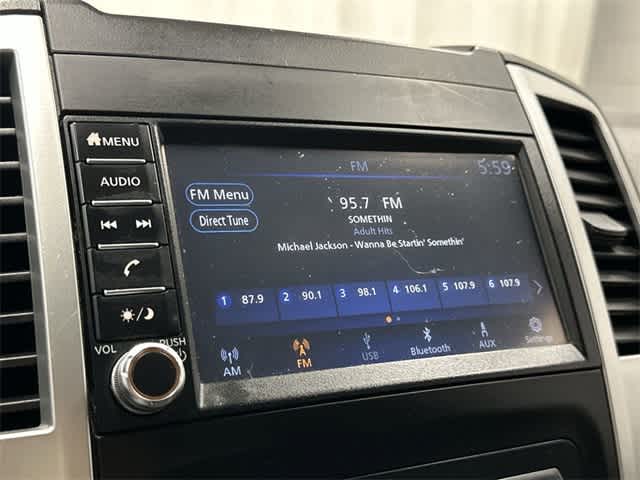 MENU
AUDIO
VOL
PUSH
FM 5:59
FM Menu
Direct Tune
95.7 FM
SOMETHIN
Adult Hits
Michael Jackson - Wanna Be Startin' Somethin'
1 87.9 2 90.1 3 98.1 4 106.1 5 107.9 6 107.9
AM FM USB Bluetooth AUX Settings